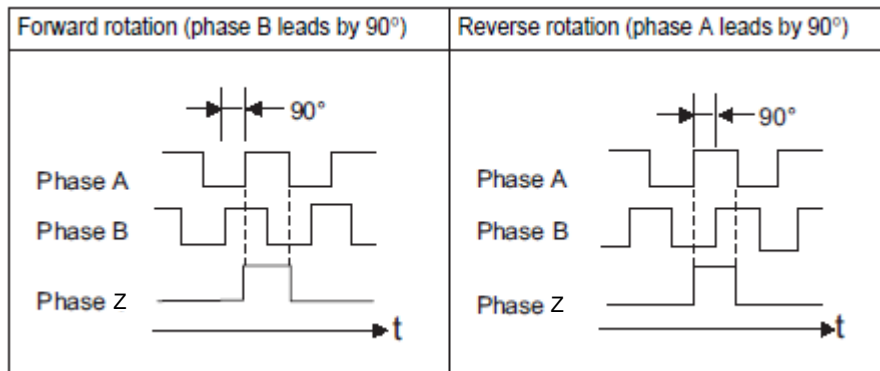 Forward rotation (phase B leads by 90°)
90°
Phase A
Phase B
Phase Z
t
Reverse rotation (phase A leads by 90°)
90°
Phase A
Phase B
Phase Z
t